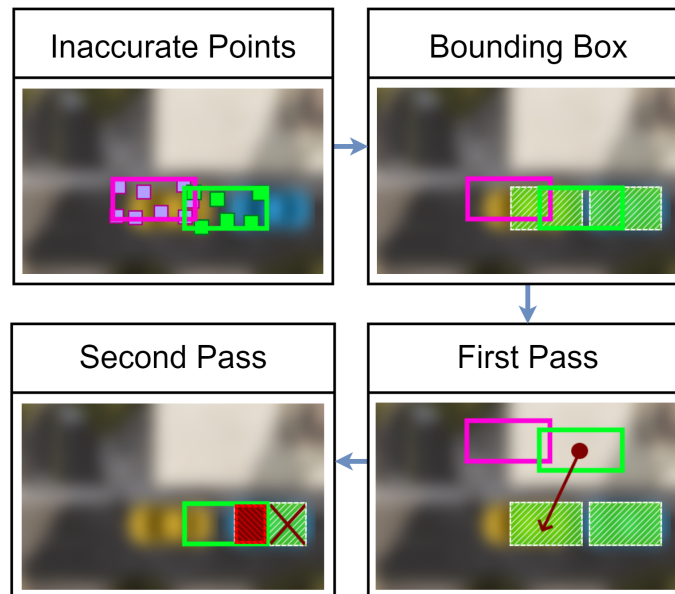 Inaccurate Points
Bounding Box
Second Pass
First Pass